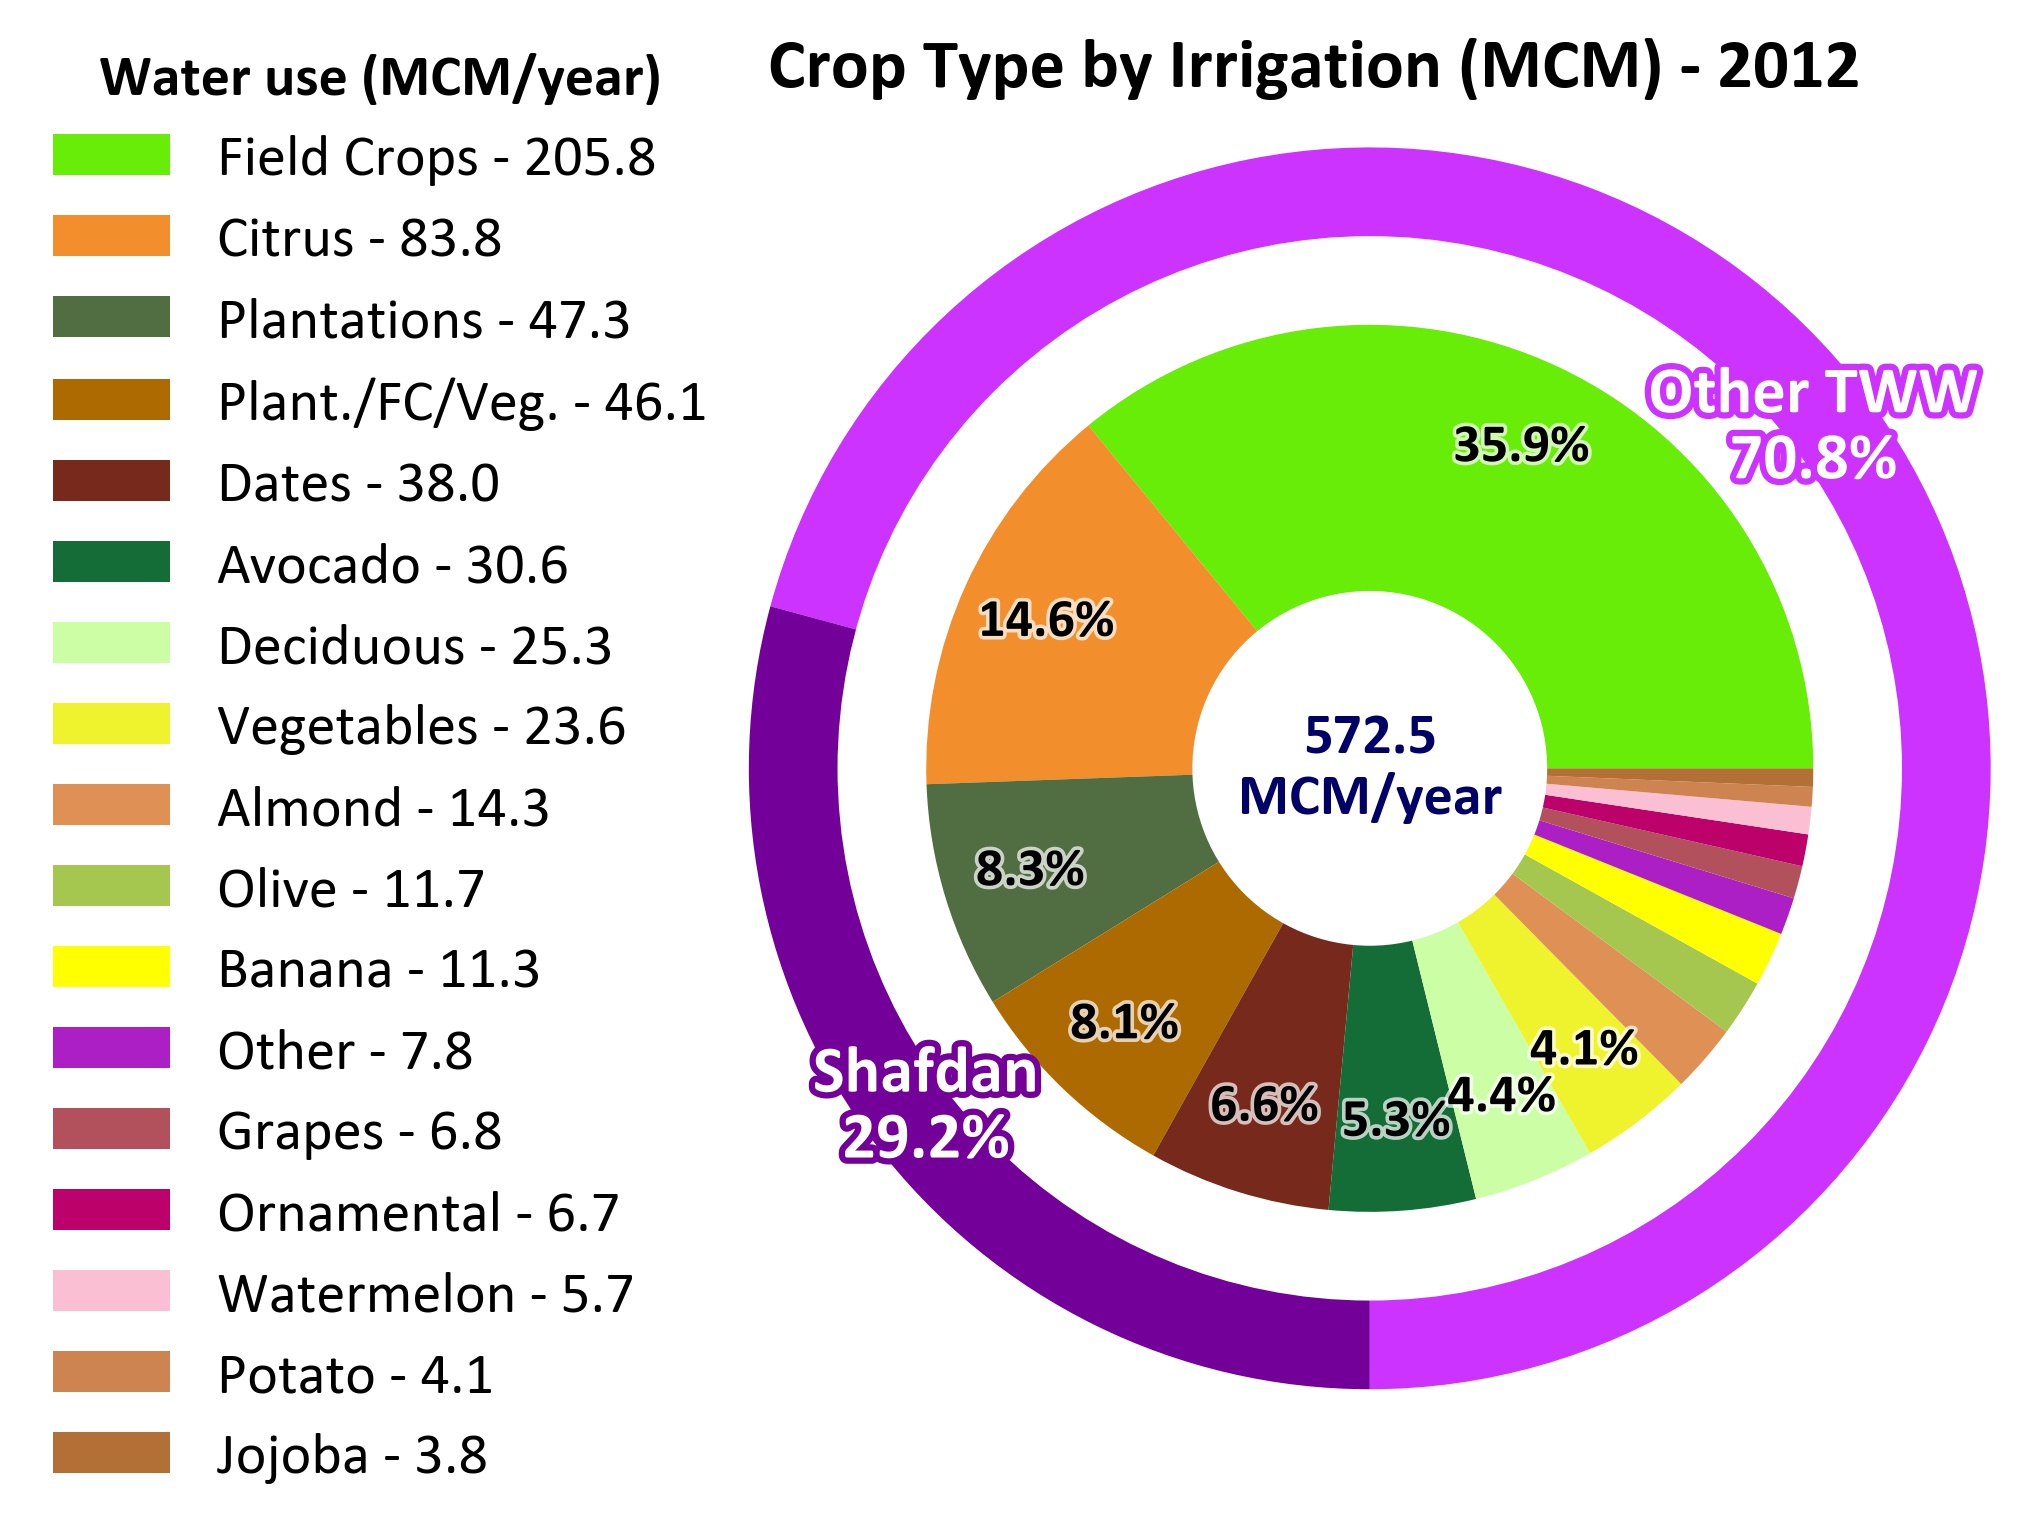 Water use (MCM/year)
Field Crops - 205.8
Citrus - 83.8
Plantations - 47.3
Plant./FC/Veg. - 46.1
Dates - 38.0
Avocado - 30.6
Deciduous - 25.3
Vegetables - 23.6
Almond - 14.3
Olive - 11.7
Banana - 11.3
Other - 7.8
Grapes - 6.8
Ornamental - 6.7
Watermelon - 5.7
Potato - 4.1
Jojoba - 3.8
Crop Type by Irrigation (MCM) - 2012
Other TWW
70.8%
35.9%
14.6%
572.5
MCM/year
8.3%
8.1%
6.6%
5.3%
4.4%
4.1%
Shafdan
29.2%